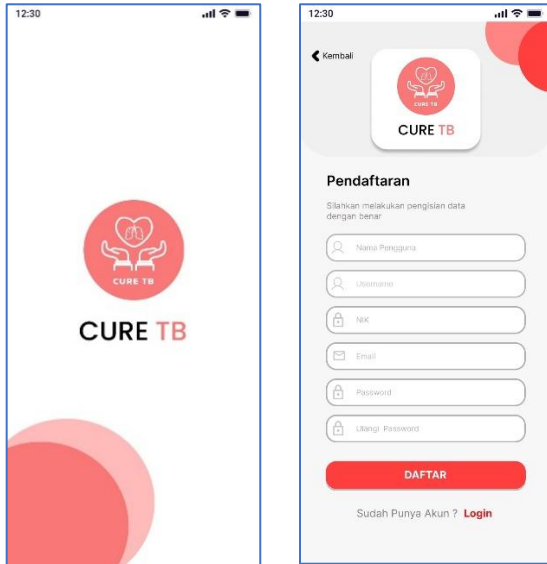 12:30
CURE TB
CURE TB
12:30
Kembali
CURE TB
CURE TB
Pendaftaran
Silahkan melakukan pengisian data
dengan benar
Nama Pengguna
Username
NIK
Email
Password
Ulangi Password
DAFTAR
Sudah Punya Akun ? Login